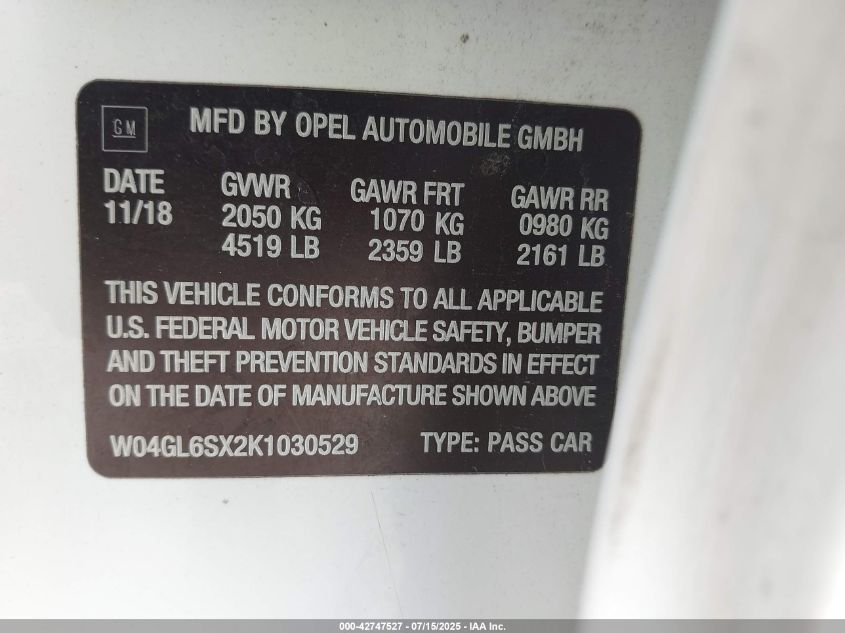 GM
MFD BY OPEL AUTOMOBILE GMBH
DATE GVWR GAWR FRT GAWR RR
11/18 2050 KG 1070 KG 0980 KG
4519 LB 2359 LB 2161 LB
THIS VEHICLE CONFORMS TO ALL APPLICABLE
U.S. FEDERAL MOTOR VEHICLE SAFETY, BUMPER
AND THEFT PREVENTION STANDARDS IN EFFECT
ON THE DATE OF MANUFACTURE SHOWN ABOVE
W04GL6SX2K1030529 TYPE: PASS CAR
000-42747527 - 07/15/2025 - IAA Inc.